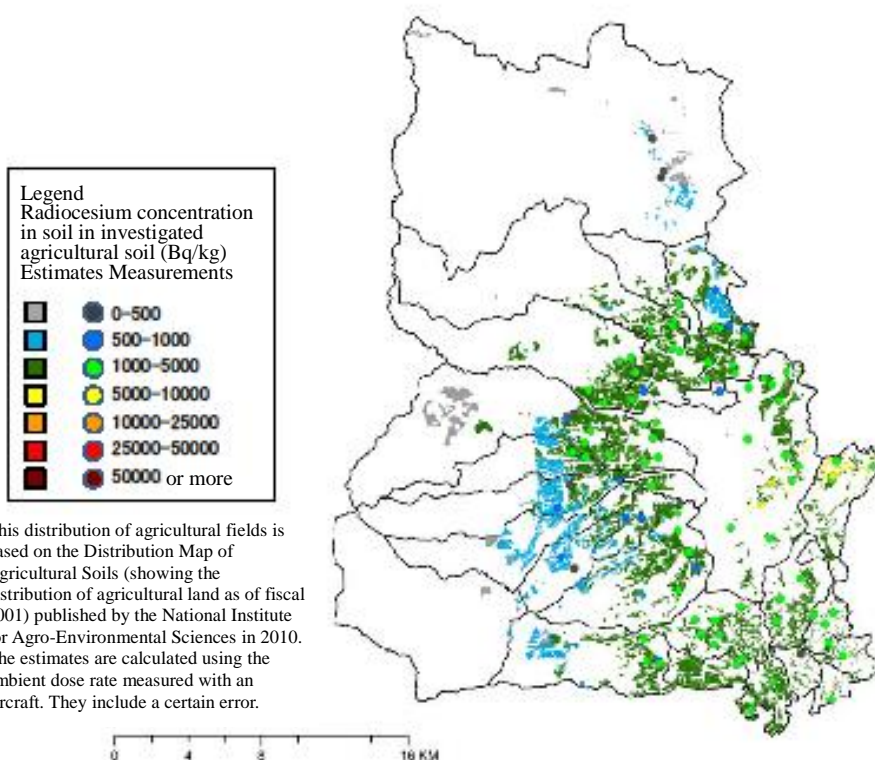 Legend
Radiocesium concentration
in soil in investigated
agricultural soil (Bq/kg)
Estimates Measurements
0-500
500-1000
1000-5000
5000-10000
10000-25000
25000-50000
50000 or more
his distribution of agricultural fields is
ased on the Distribution Map of
gricultural Soils (showing the
istribution of agricultural land as of fiscal
001) published by the National Institute
or Agro-Environmental Sciences in 2010.
he estimates are calculated using the
mbient dose rate measured with an
ircraft. They include a certain error.
0 4 8 16 KM